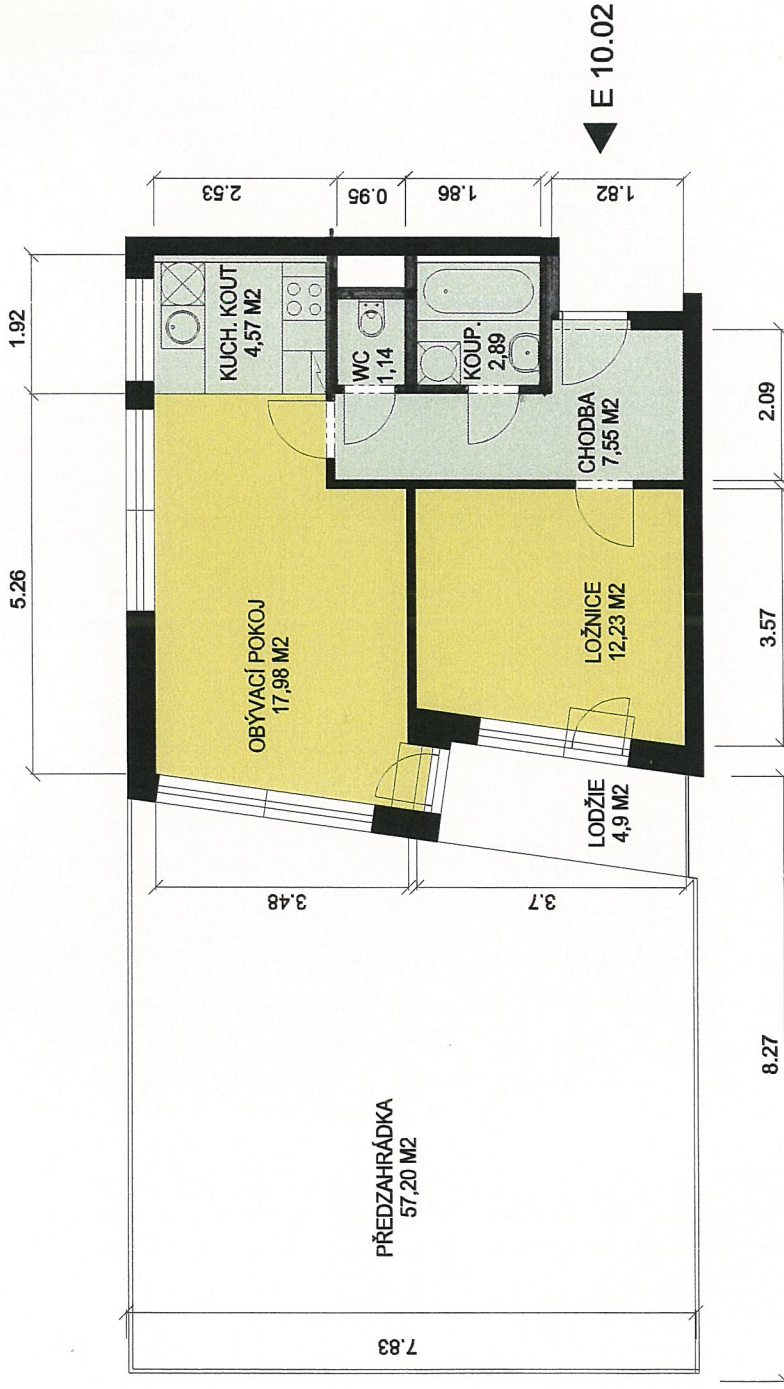 E 10.02
1.92
5.26
2.53
0.95
1.86
1.82
KUCH. KOUT
4,57 M2
WC
1,14
KOUP.
2,89
CHODBA
7,55 M2
OBÝVACÍ POKOJ
17,98 M2
LOŽNICE
12,23 M2
LODŽIE
4,9 M2
2.09
3.57
3.48
3.7
8.27
PŘEDZAHRÁDKA
57,20 M2
7.83